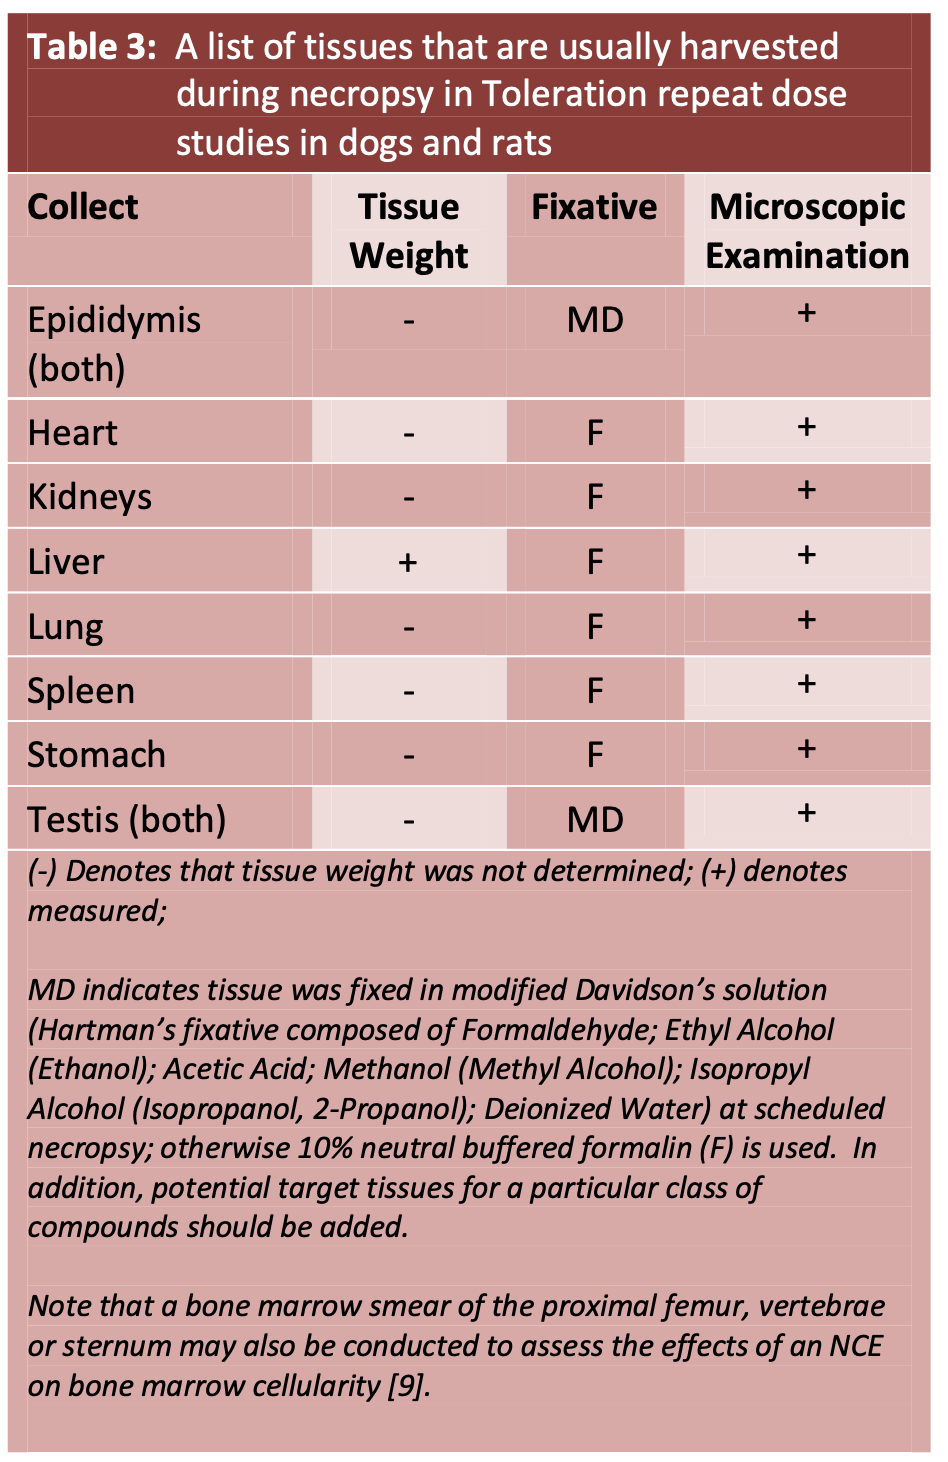 Table 3: A list of tissues that are usually harvested
during necropsy in Toleration repeat dose
studies in dogs and rats
Collect Tissue Weight Fixative Microscopic Examination
Epididymis (both) - MD +
Heart - F +
Kidneys - F +
Liver + F +
Lung - F +
Spleen - F +
Stomach - F +
Testis (both) - MD +
(-) Denotes that tissue weight was not determined; (+) denotes
measured;
MD indicates tissue was fixed in modified Davidson’s solution
(Hartman’s fixative composed of Formaldehyde; Ethyl Alcohol
(Ethanol); Acetic Acid; Methanol (Methyl Alcohol); Isopropyl
Alcohol (Isopropanol, 2-Propanol); Deionized Water) at scheduled
necropsy; otherwise 10% neutral buffered formalin (F) is used. In
addition, potential target tissues for a particular class of
compounds should be added.
Note that a bone marrow smear of the proximal femur, vertebrae
or sternum may also be conducted to assess the effects of an NCE
on bone marrow cellularity [9].